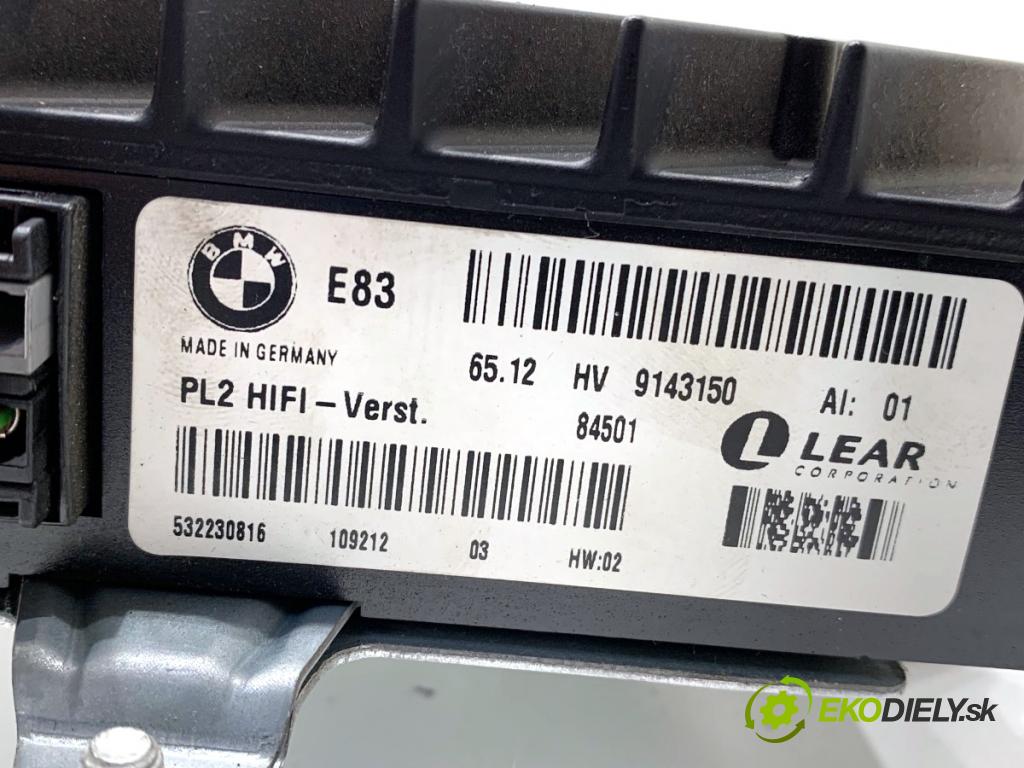 BMW
E83
MADE IN GERMANY
65.12 HV 9143150 AI: 01
PL2 HIFI – Verst.
84501
LEAR
CORPORATION
532230816 109212 03 HW:02
EKODIELY.sk